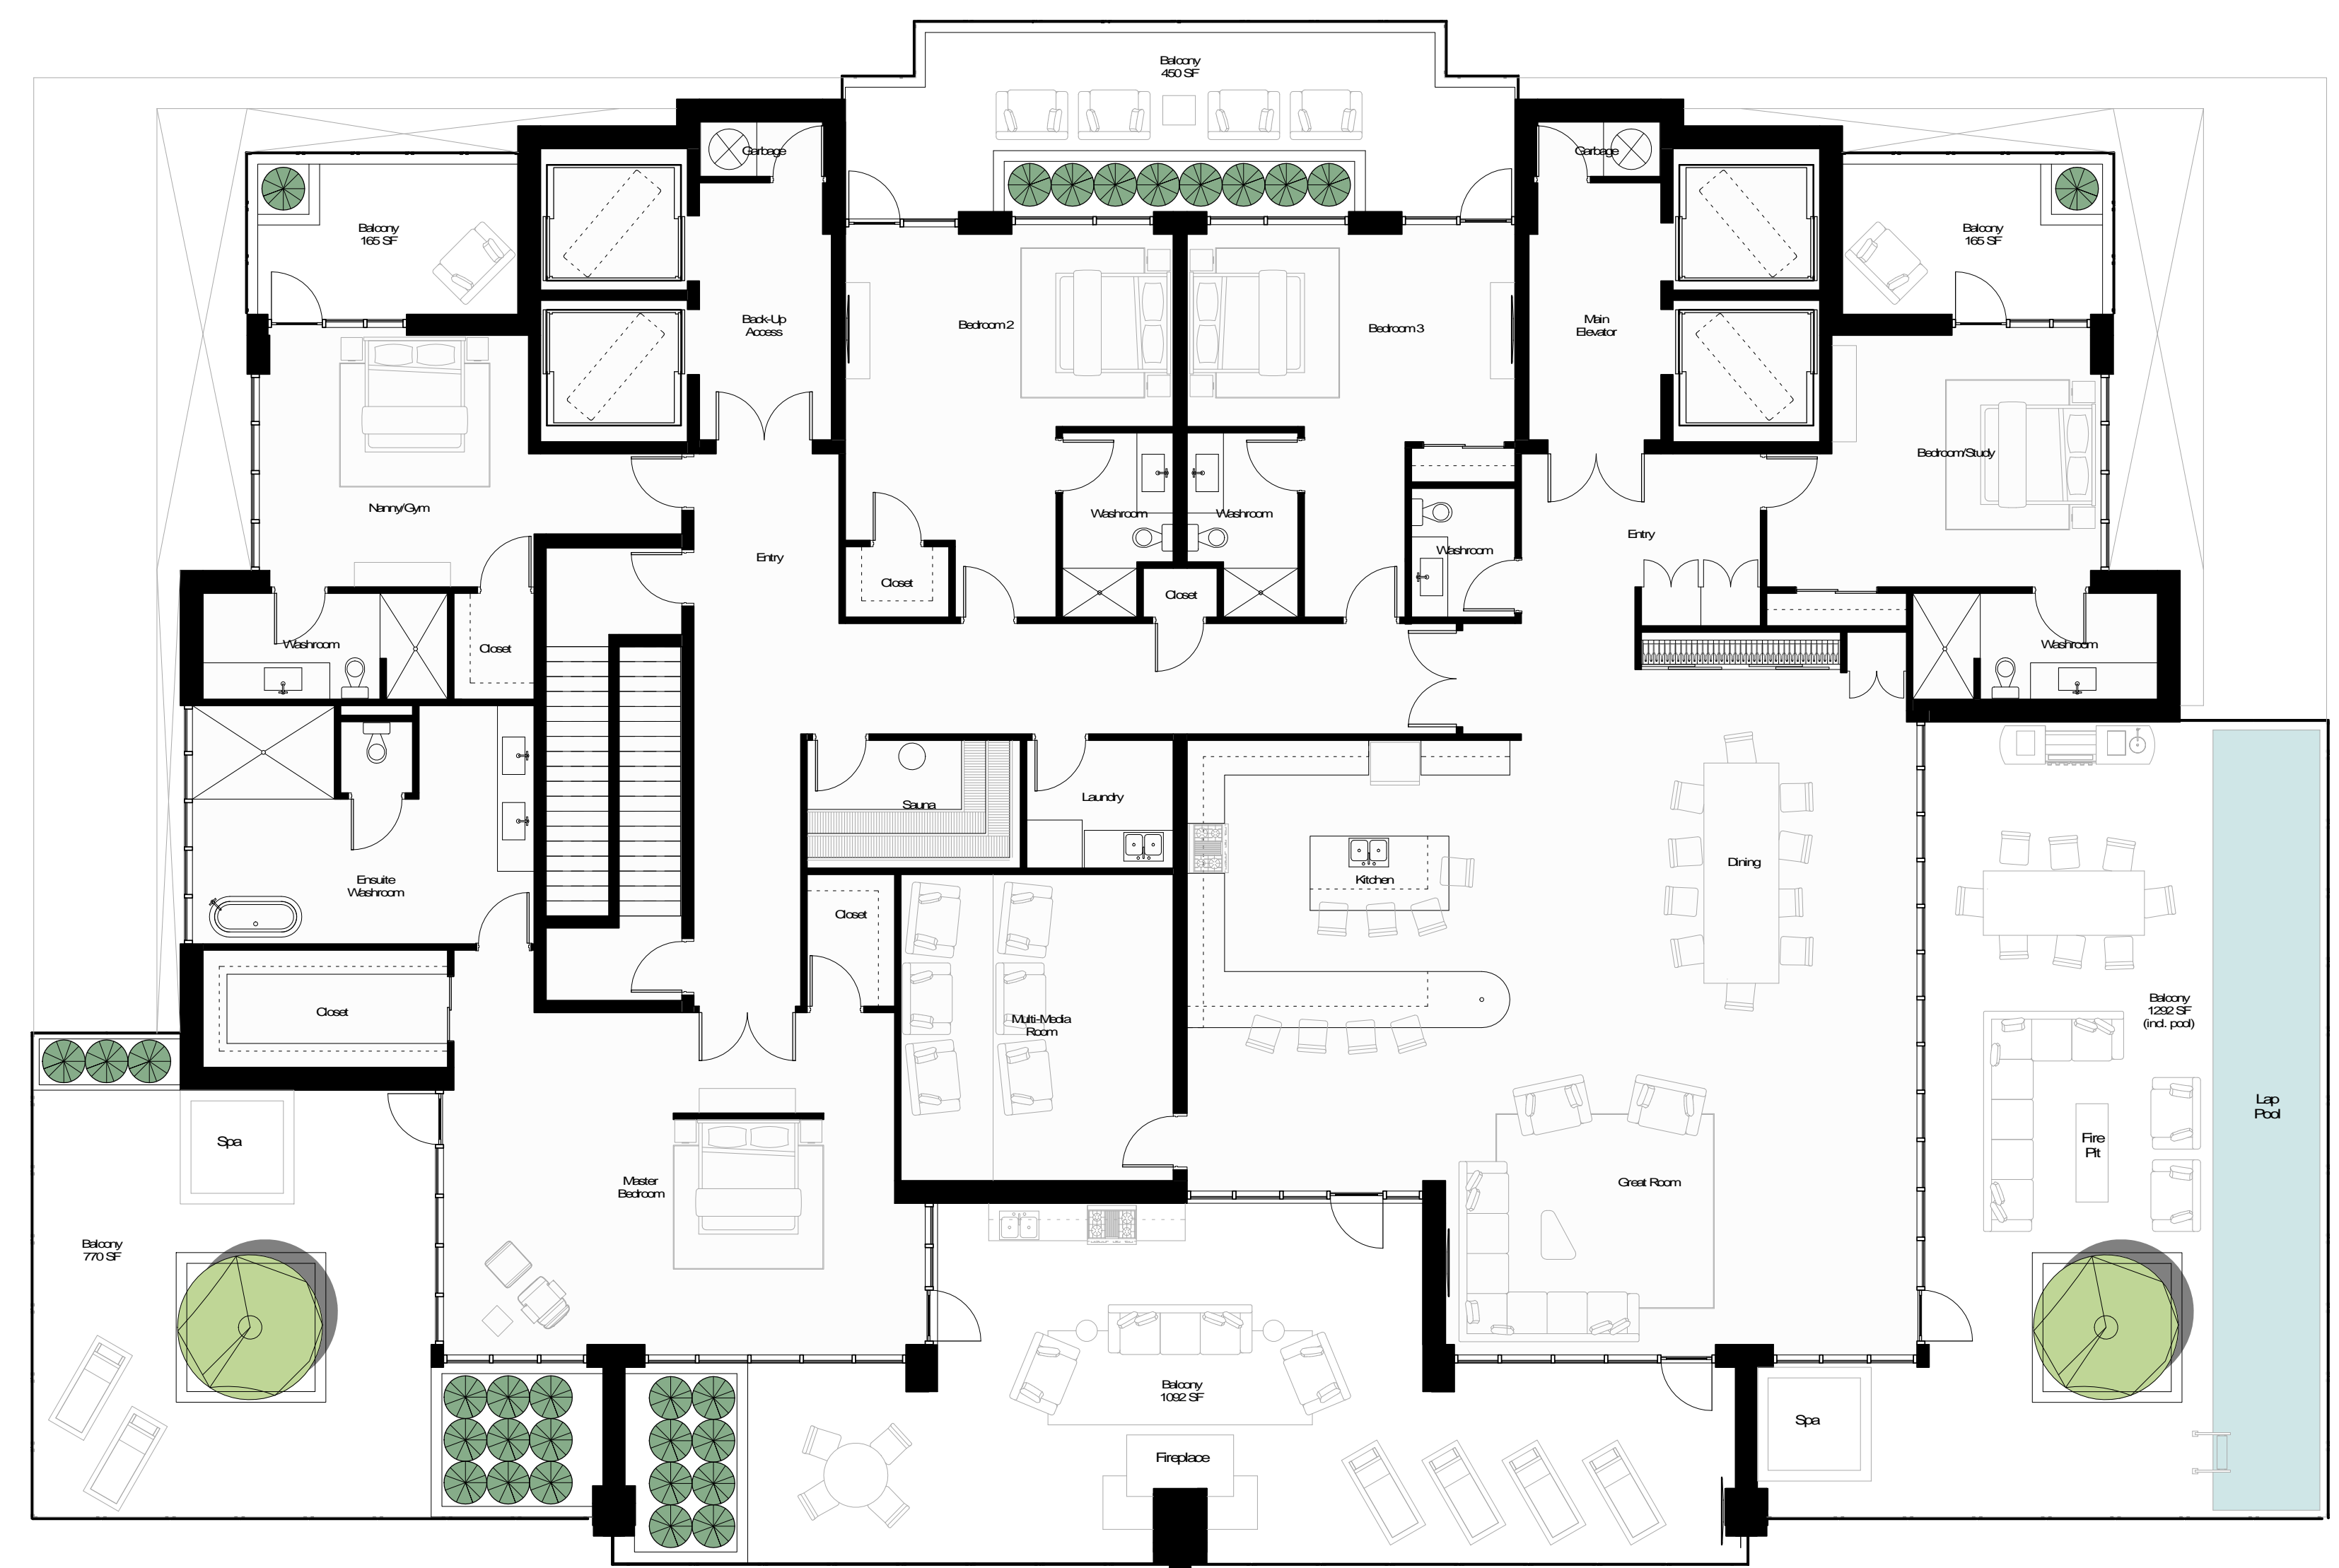 Balcony
450 SF
Garbage
Garbage
Balcony
165 SF
Balcony
165 SF
Back-Up
Access
Bedroom 2
Bedroom 3
Main
Elevator
Bedroom/Study
Nanny/Gym
Washroom
Washroom
Entry
Washroom
Entry
Closet
Closet
Washroom
Closet
Washroom
Sauna
Laundry
Ensuite
Washroom
Kitchen
Dining
Closet
Closet
Multi-Media
Room
Balcony
1292 SF
(incl. pool)
Lap
Pool
Spa
Fire
Pit
Master
Bedroom
Great Room
Balcony
770 SF
Balcony
1092 SF
Spa
Fireplace